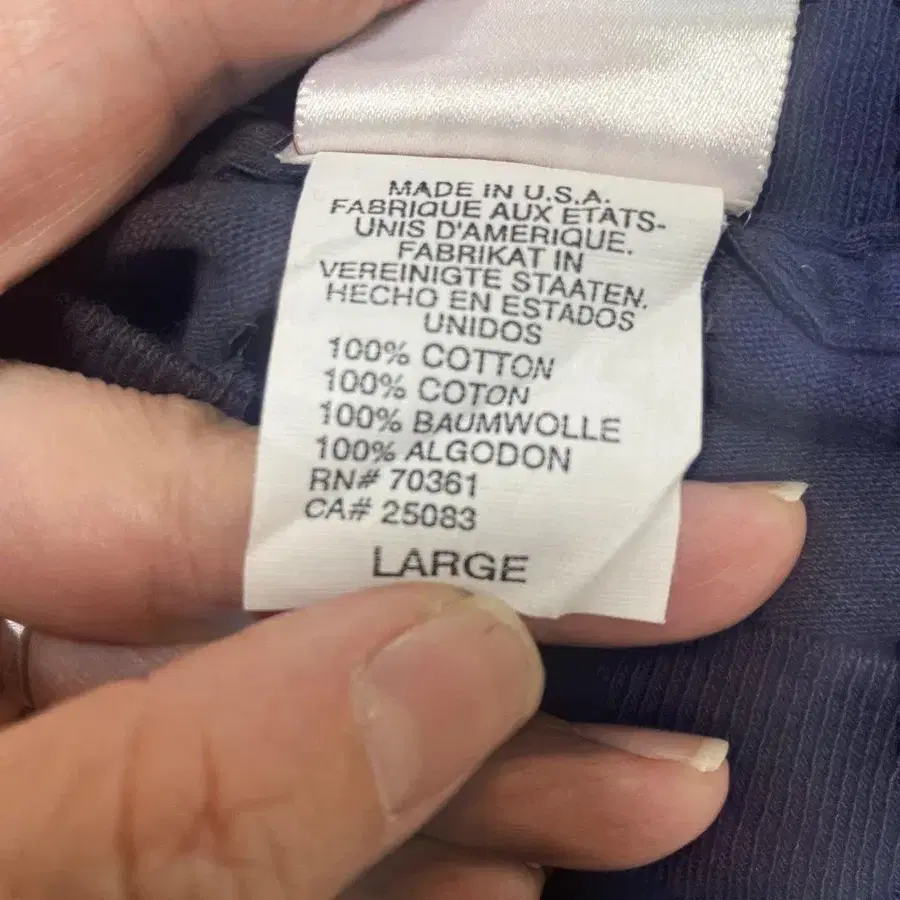 MADE IN U.S.A.
FABRIQUE AUX ETATS-
UNIS D'AMERIQUE.
FABRIKAT IN
VEREINIGTE STAATEN.
HECHO EN ESTADOS
UNIDOS
100% COTTON
100% COTON
100% BAUMWOLLE
100% ALGODON
RN# 70361
CA# 25083
LARGE